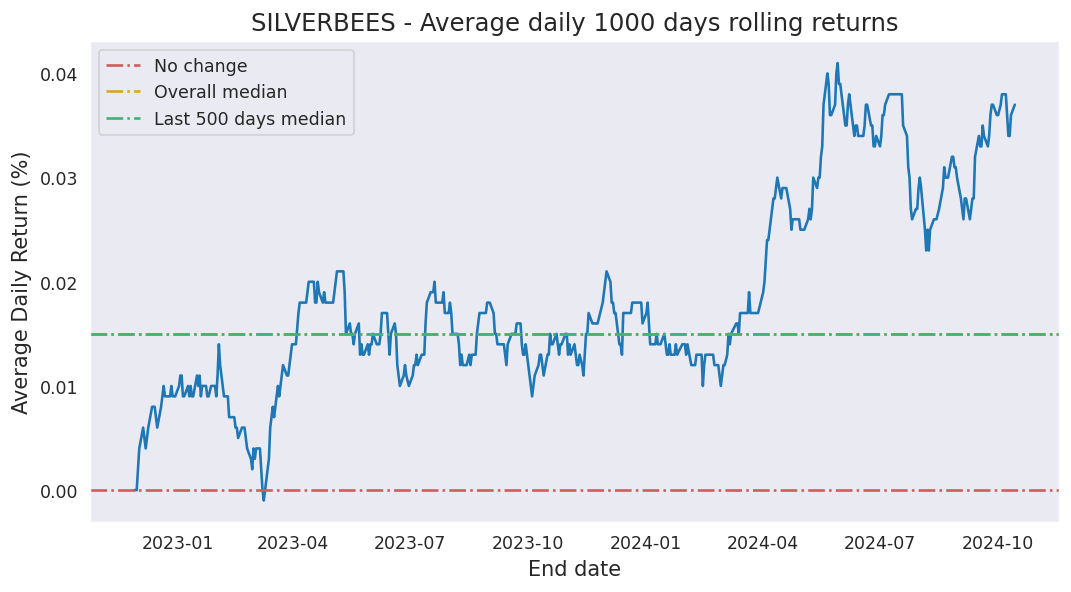 SILVERBEES - Average daily 1000 days rolling returns
No change
Overall median
Last 500 days median
Average Daily Return (%)
0.04
0.03
0.02
0.01
0.00
2023-01 2023-04 2023-07 2023-10 2024-01 2024-04 2024-07 2024-10
End date